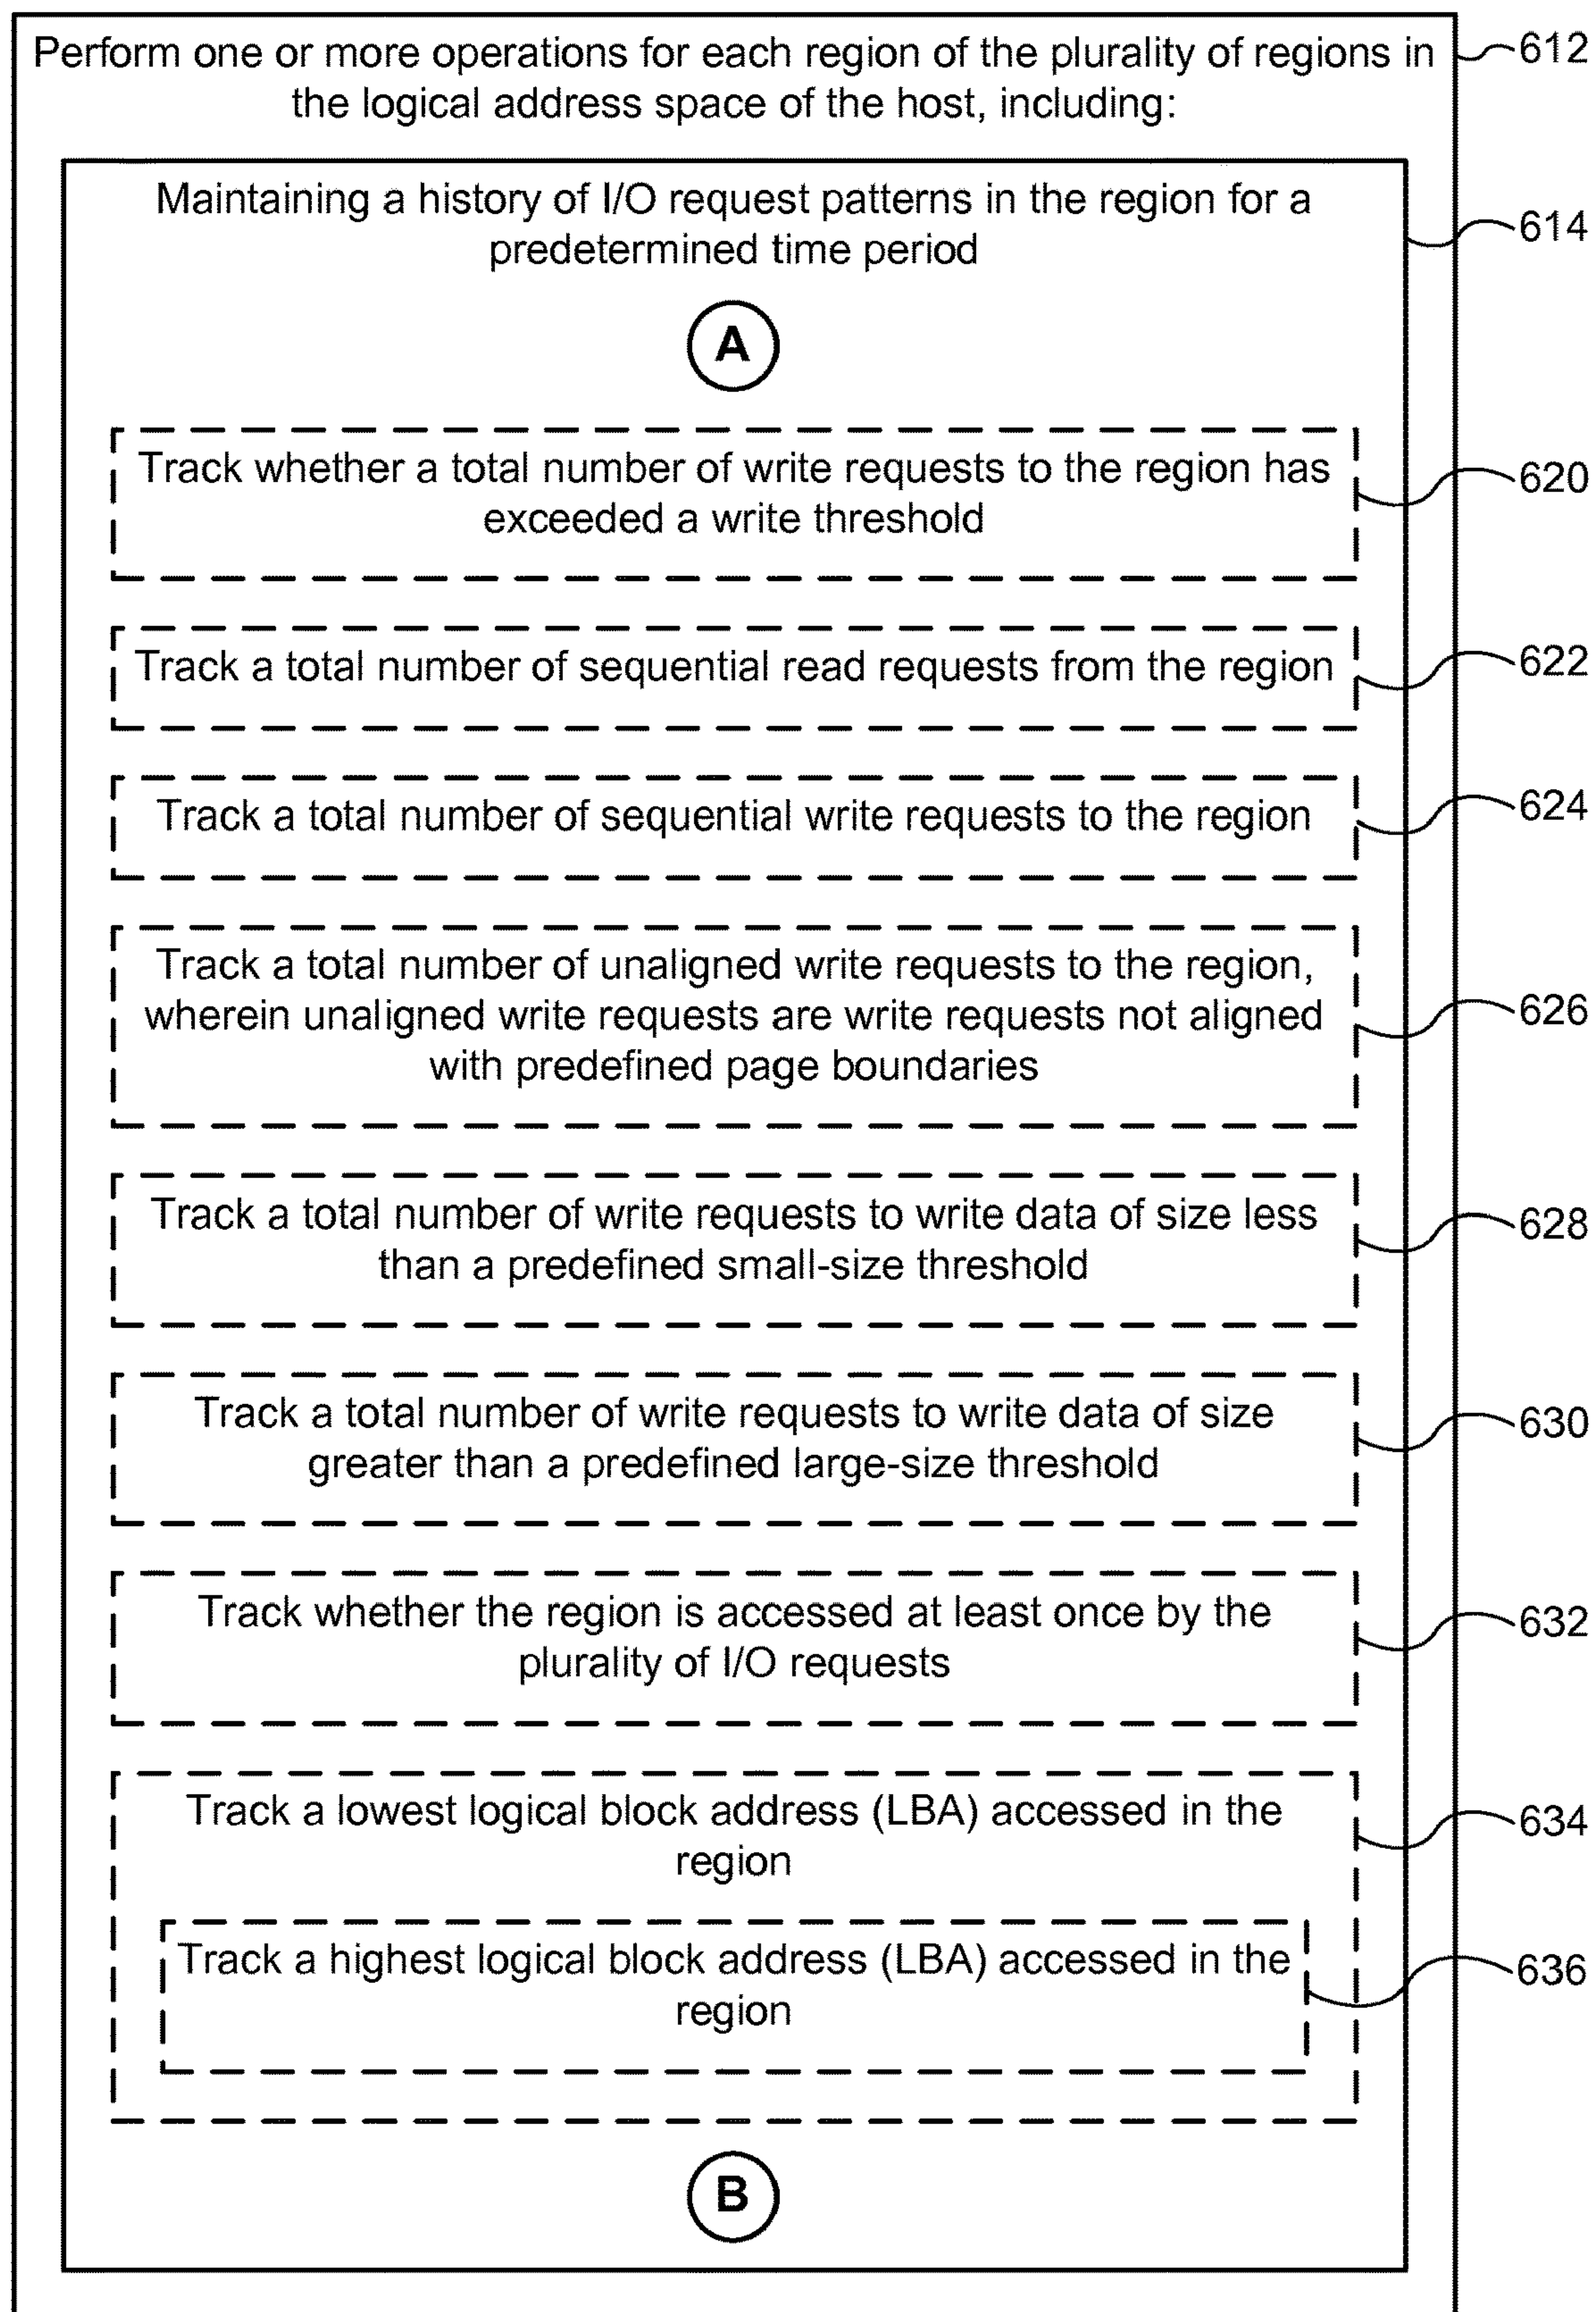 Perform one or more operations for each region of the plurality of regions in
the logical address space of the host, including:
612
Maintaining a history of I/O request patterns in the region for a
predetermined time period
614
A
Track whether a total number of write requests to the region has
exceeded a write threshold
620
Track a total number of sequential read requests from the region
622
Track a total number of sequential write requests to the region
624
Track a total number of unaligned write requests to the region,
wherein unaligned write requests are write requests not aligned
with predefined page boundaries
626
Track a total number of write requests to write data of size less
than a predefined small-size threshold
628
Track a total number of write requests to write data of size
greater than a predefined large-size threshold
630
Track whether the region is accessed at least once by the
plurality of I/O requests
632
Track a lowest logical block address (LBA) accessed in the
region
634
Track a highest logical block address (LBA) accessed in the
region
636
B